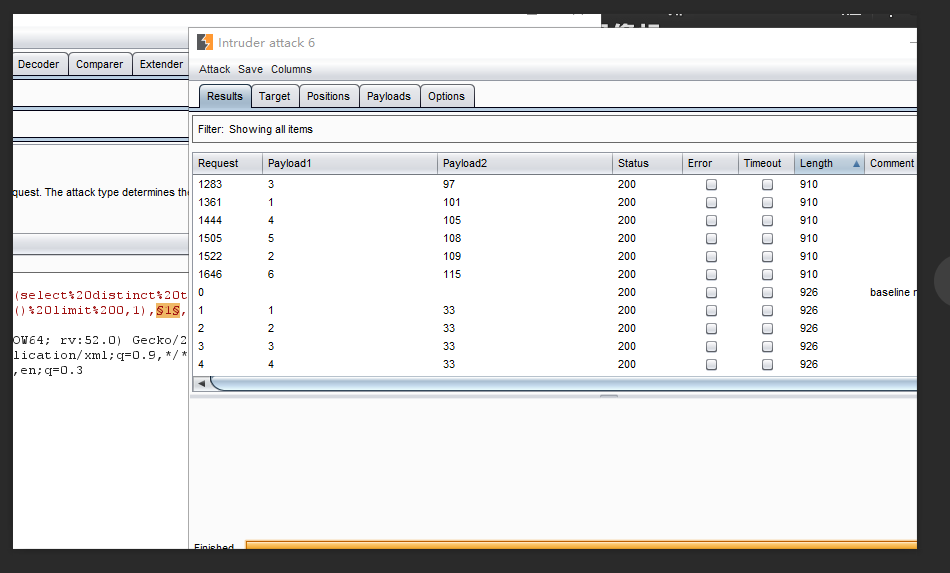 Intruder attack 6
Attack Save Columns
Decoder Comparer Extender
Results Target Positions Payloads Options
Filter: Showing all items
Request Payload1 Payload2 Status Error Timeout Length Comment
1283 3 97 200 910
quest. The attack type determines the
1361 1 101 200 910
1444 4 105 200 910
1505 5 108 200 910
1522 2 109 200 910
1646 6 115 200 910
0 200 926 baseline r
1 1 33 200 926
2 2 33 200 926
3 3 33 200 926
4 4 33 200 926
(select%20distinct%20t
()%20limit%200,1),§1§,
OW64; rv:52.0) Gecko/2
lication/xml;q=0.9,*/*
,en;q=0.3
Finished